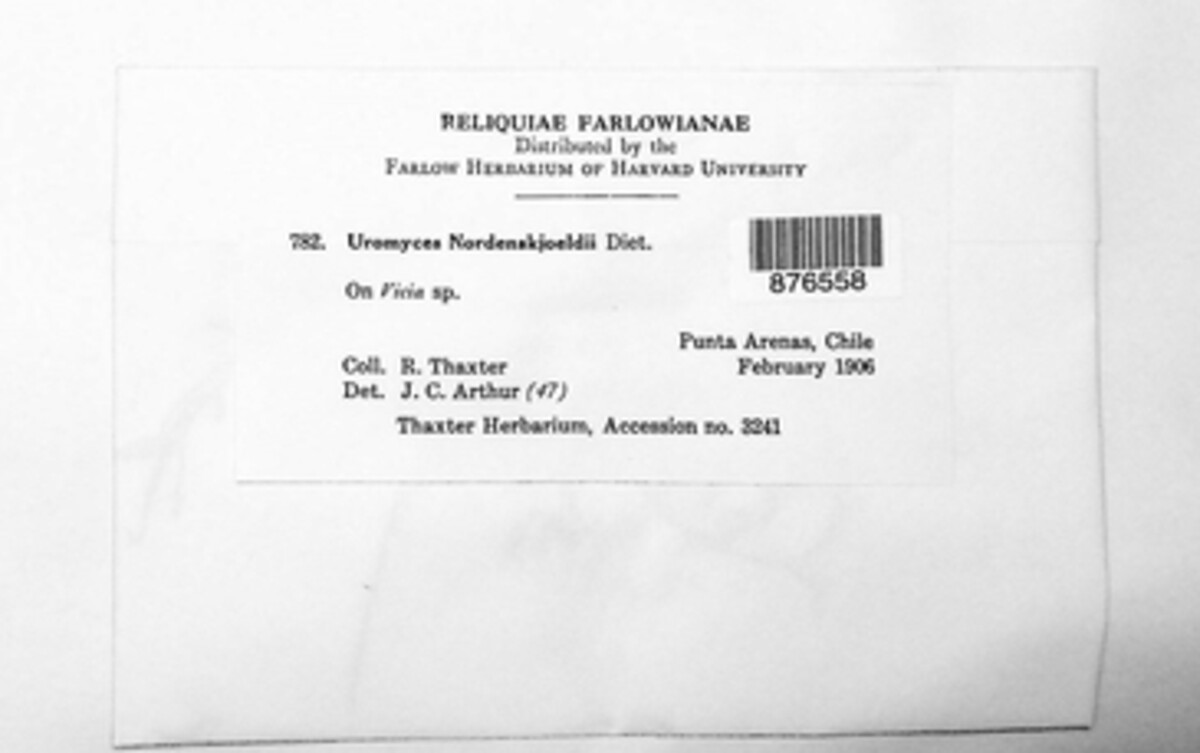 RELIQUIAE FARLOWIANAE
Distributed by the
FARLOW HERBARIUM OF HARVARD UNIVERSITY
782. Uromyces Nordenskjoeldii Diet.
876558
On Vicia sp.
Punta Arenas, Chile
Coll. R. Thaxter February 1906
Det. J. C. Arthur (47)
Thaxter Herbarium, Accession no. 3241